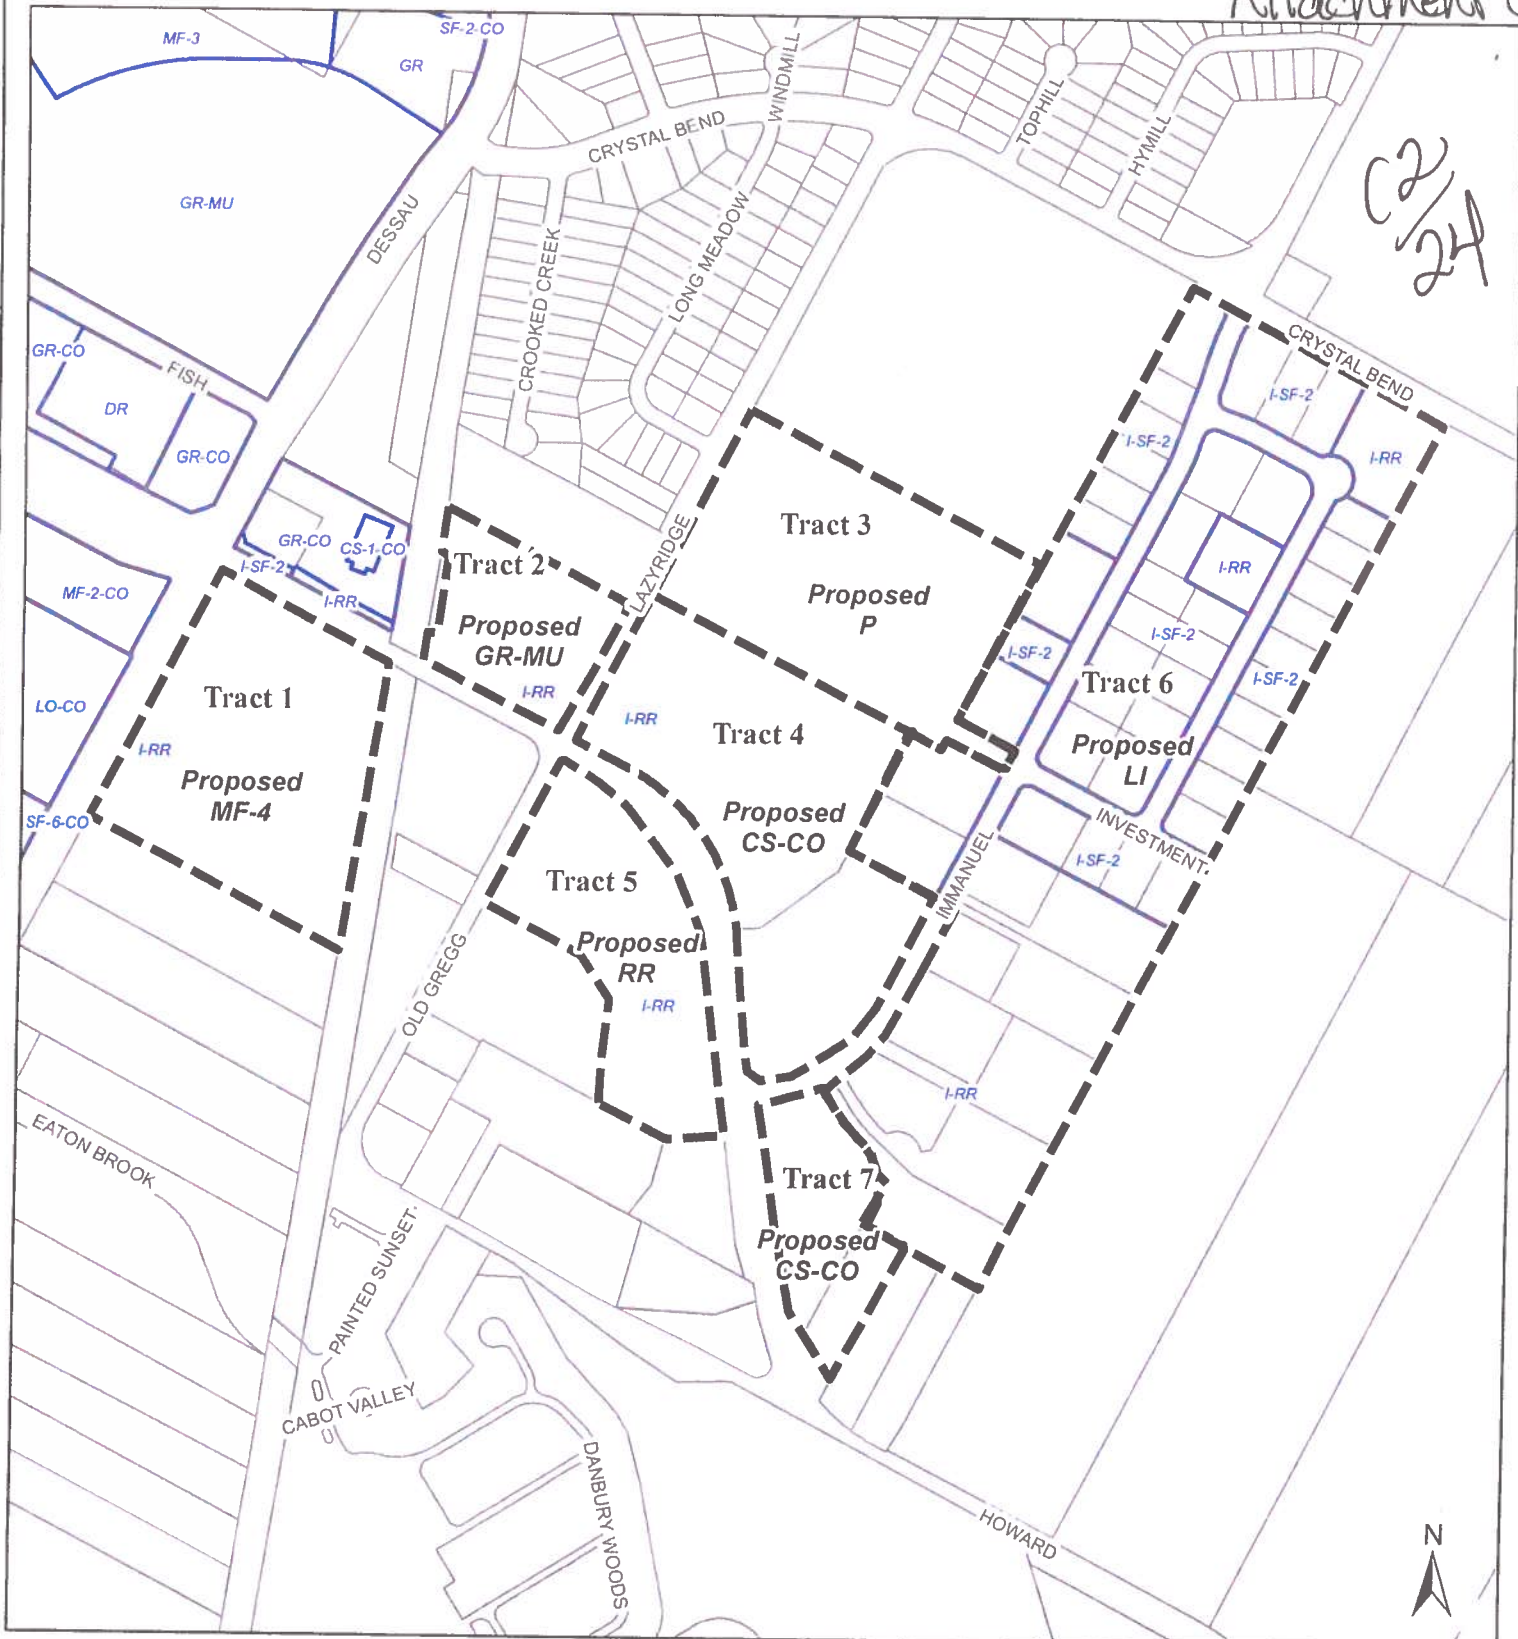 Attachment
C2/24
MF-3
SF-2-CO
GR
WINDMILL
TOPHILL
HYMILL
CRYSTAL BEND
GR-MU
DESSAU
CROOKED CREEK
LONG MEADOW
CRYSTAL BEND
GR-CO
FISH
DR
GR-CO
I-SF-2
I-SF-2
I-RR
GR-CO
CS-1-CO
I-SF-2
I-RR
MF-2-CO
Tract 2
Proposed
GR-MU
I-RR
LAZYRIDGE
Tract 3
Proposed
P
I-RR
I-SF-2
I-SF-2
I-SF-2
Tract 6
Proposed
LI
LO-CO
Tract 1
I-RR
Proposed
MF-4
SF-6-CO
I-RR
Tract 4
Proposed
CS-CO
INVESTMENT
I-SF-2
IMMANUEL
Tract 5
Proposed
RR
I-RR
OLD GREGG
I-RR
EATON BROOK
Tract 7
Proposed
CS-CO
PAINTED SUNSET
CABOT VALLEY
DANBURY WOODS
HOWARD
N